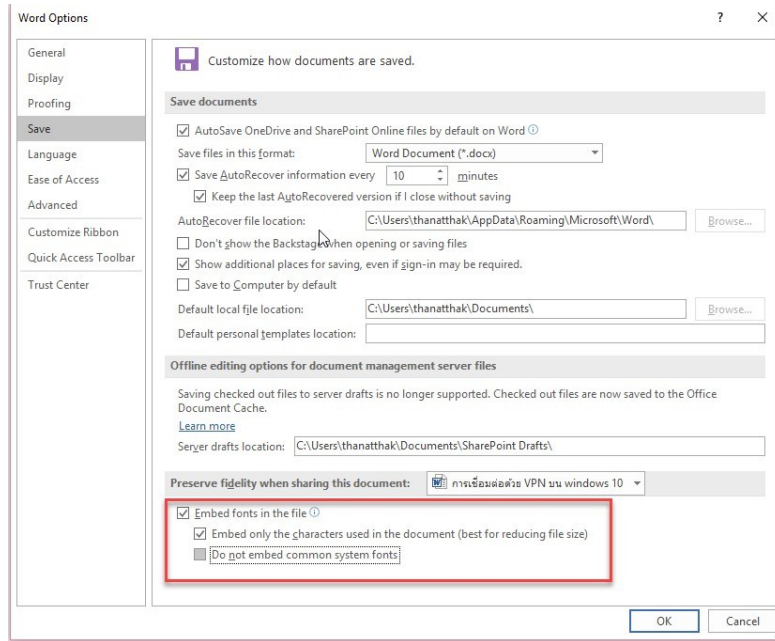 Word Options
?
General
Display
Proofing
Save
Language
Ease of Access
Advanced
Customize Ribbon
Quick Access Toolbar
Trust Center
Customize how documents are saved.
Save documents
AutoSave OneDrive and SharePoint Online files by default on Word
Save files in this format: Word Document (*.docx)
Save AutoRecover information every 10 minutes
Keep the last AutoRecovered version if I close without saving
AutoRecover file location: C:\Users\thanatthak\AppData\Roaming\Microsoft\Word\ Browse...
Don't show the Backstage when opening or saving files
Show additional places for saving, even if sign-in may be required.
Save to Computer by default
Default local file location: C:\Users\thanatthak\Documents\ Browse...
Default personal templates location:
Offline editing options for document management server files
Saving checked out files to server drafts is no longer supported. Checked out files are now saved to the Office
Document Cache.
Learn more
Server drafts location: C:\Users\thanatthak\Documents\SharePoint Drafts\
Preserve fidelity when sharing this document: การเชื่อมต่อด้วย VPN บน windows 10
Embed fonts in the file
Embed only the characters used in the document (best for reducing file size)
Do not embed common system fonts
OK Cancel